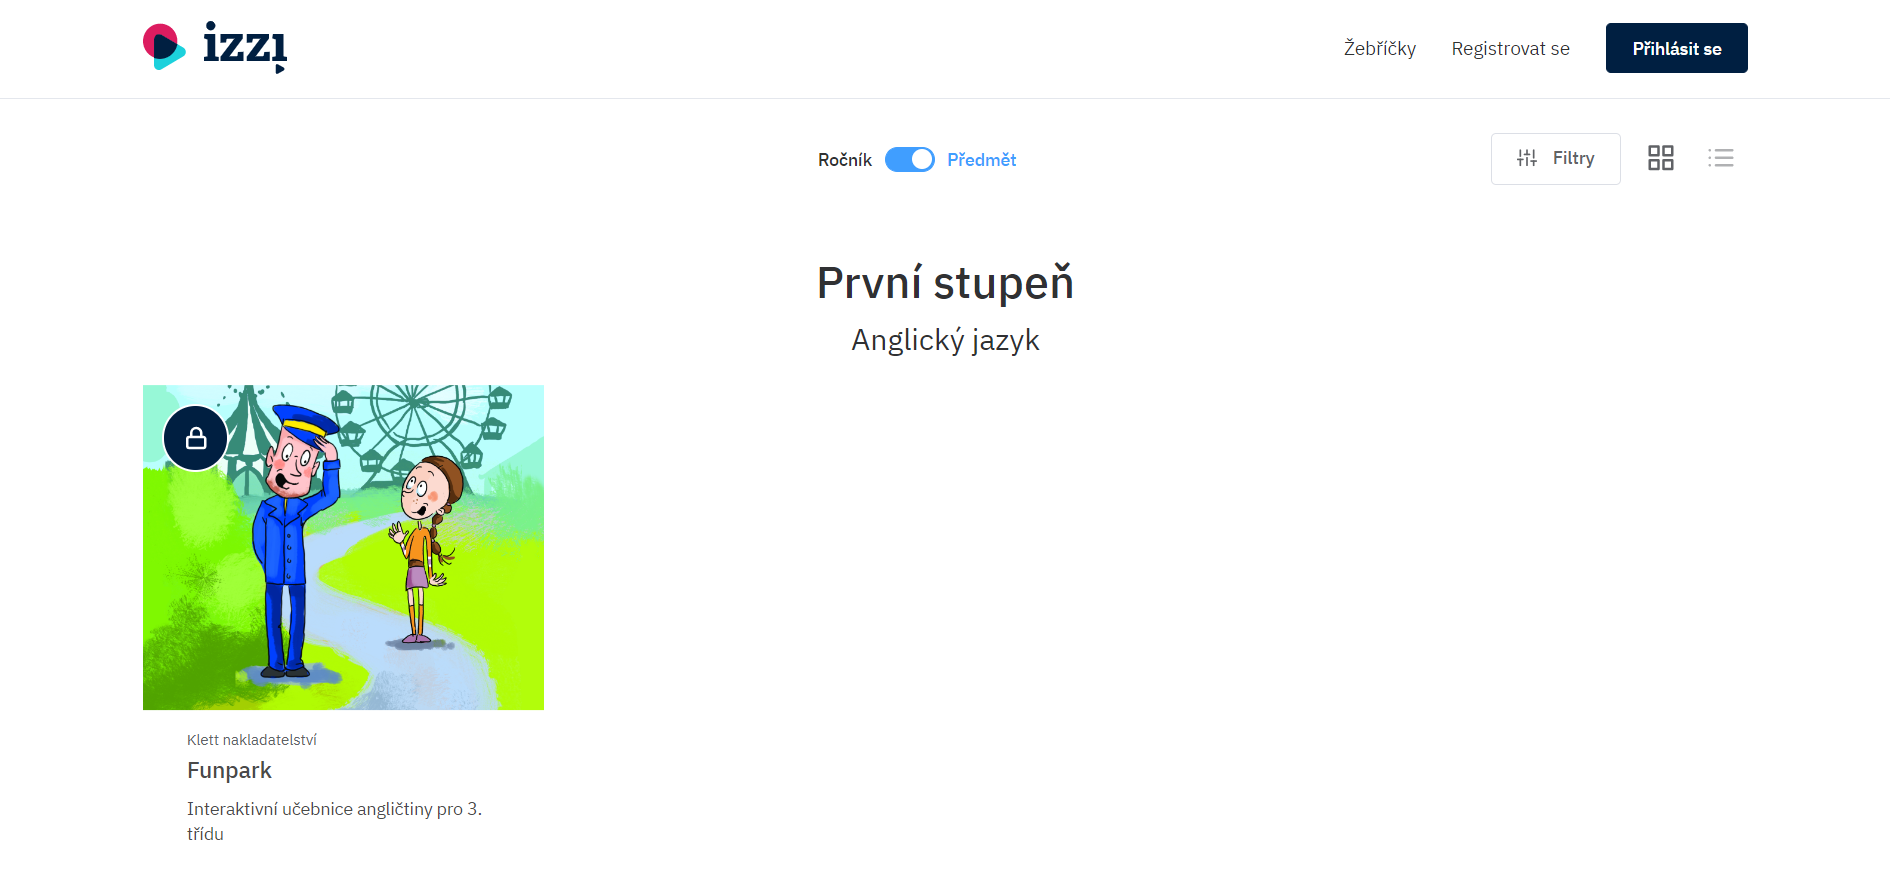 izzi
Žebříčky
Registrovat se
Přihlásit se
Ročník
Předmět
Filtry
První stupeň
Anglický jazyk
Klett nakladatelství
Funpark
Interaktivní učebnice angličtiny pro 3.
třídu